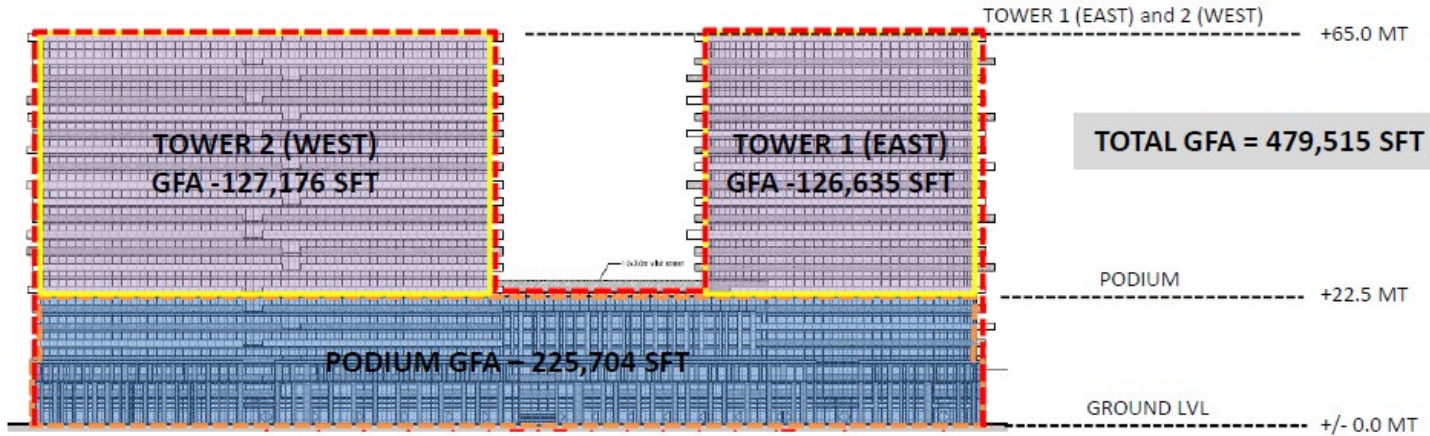 TOWER 1 (EAST) and 2 (WEST)
+65.0 MT
TOWER 2 (WEST)
GFA -127,176 SFT
TOWER 1 (EAST)
GFA -126,635 SFT
TOTAL GFA = 479,515 SFT
PODIUM
+22.5 MT
PODIUM GFA – 225,704 SFT
GROUND LVL
+/- 0.0 MT